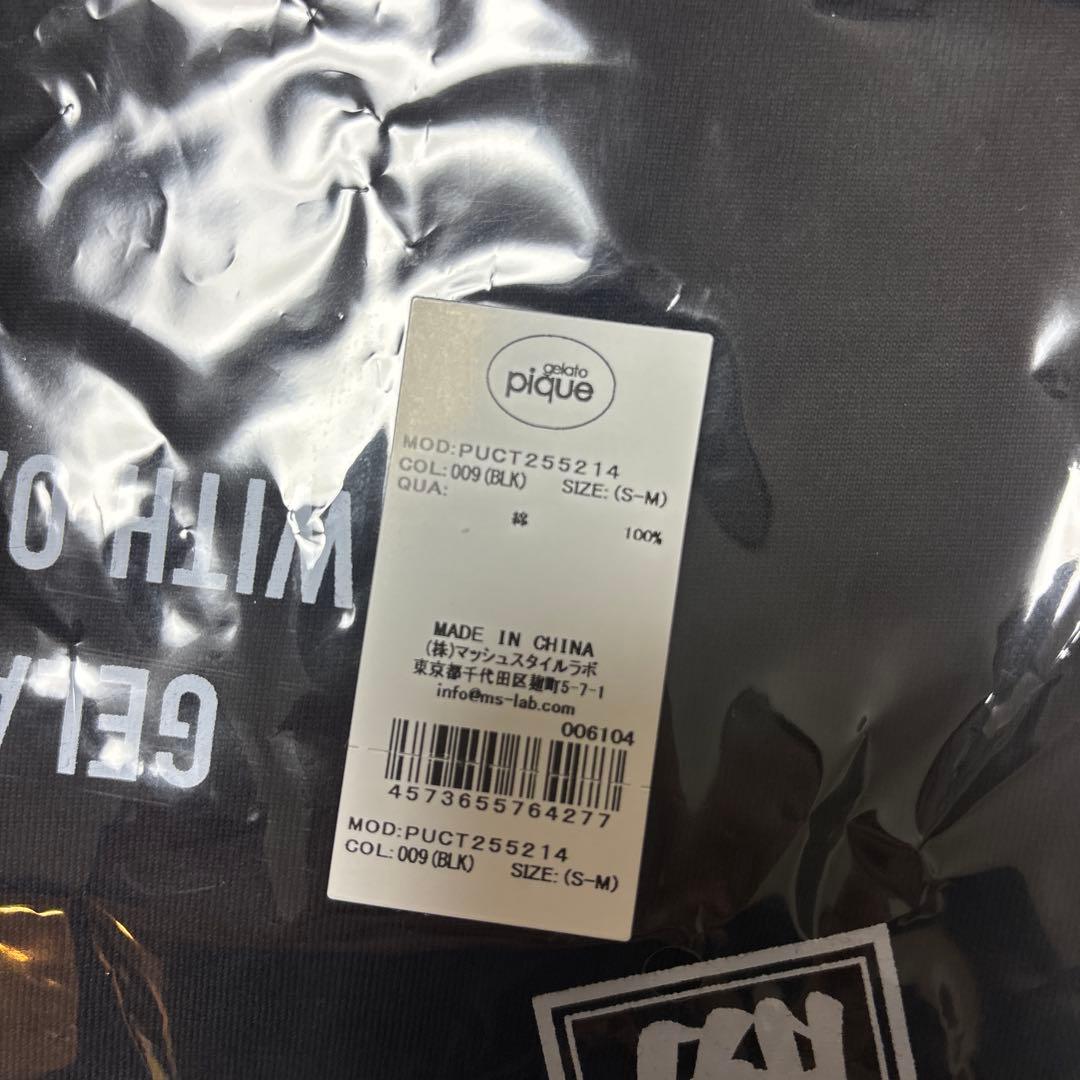 gelato
pique
MOD:PUCT255214
COL:009(BLK) SIZE:(S-M)
QUA:
綿 100%
MADE IN CHINA
(株)マッシュスタイルラボ
東京都千代田区麹町5-7-1
info@ms-lab.com
006104
4573655764277
MOD:PUCT255214
COL:009(BLK) SIZE:(S-M)
WITH